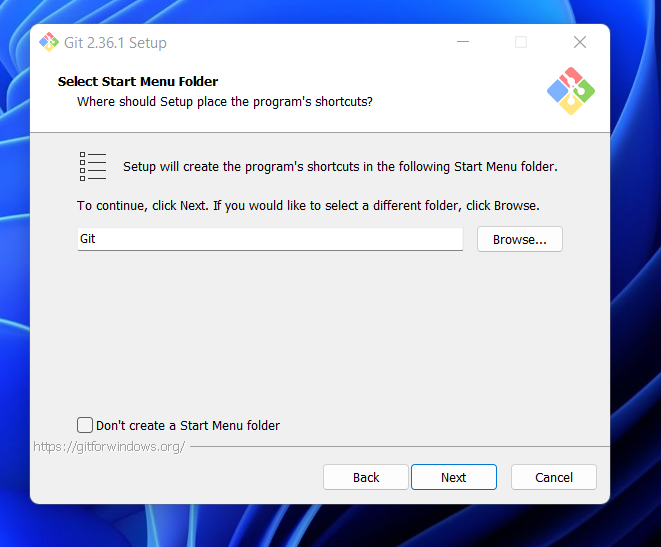 Git 2.36.1 Setup
Select Start Menu Folder
Where should Setup place the program's shortcuts?
Setup will create the program's shortcuts in the following Start Menu folder.
To continue, click Next. If you would like to select a different folder, click Browse.
Git
Browse...
Don't create a Start Menu folder
https://gitforwindows.org/
Back
Next
Cancel